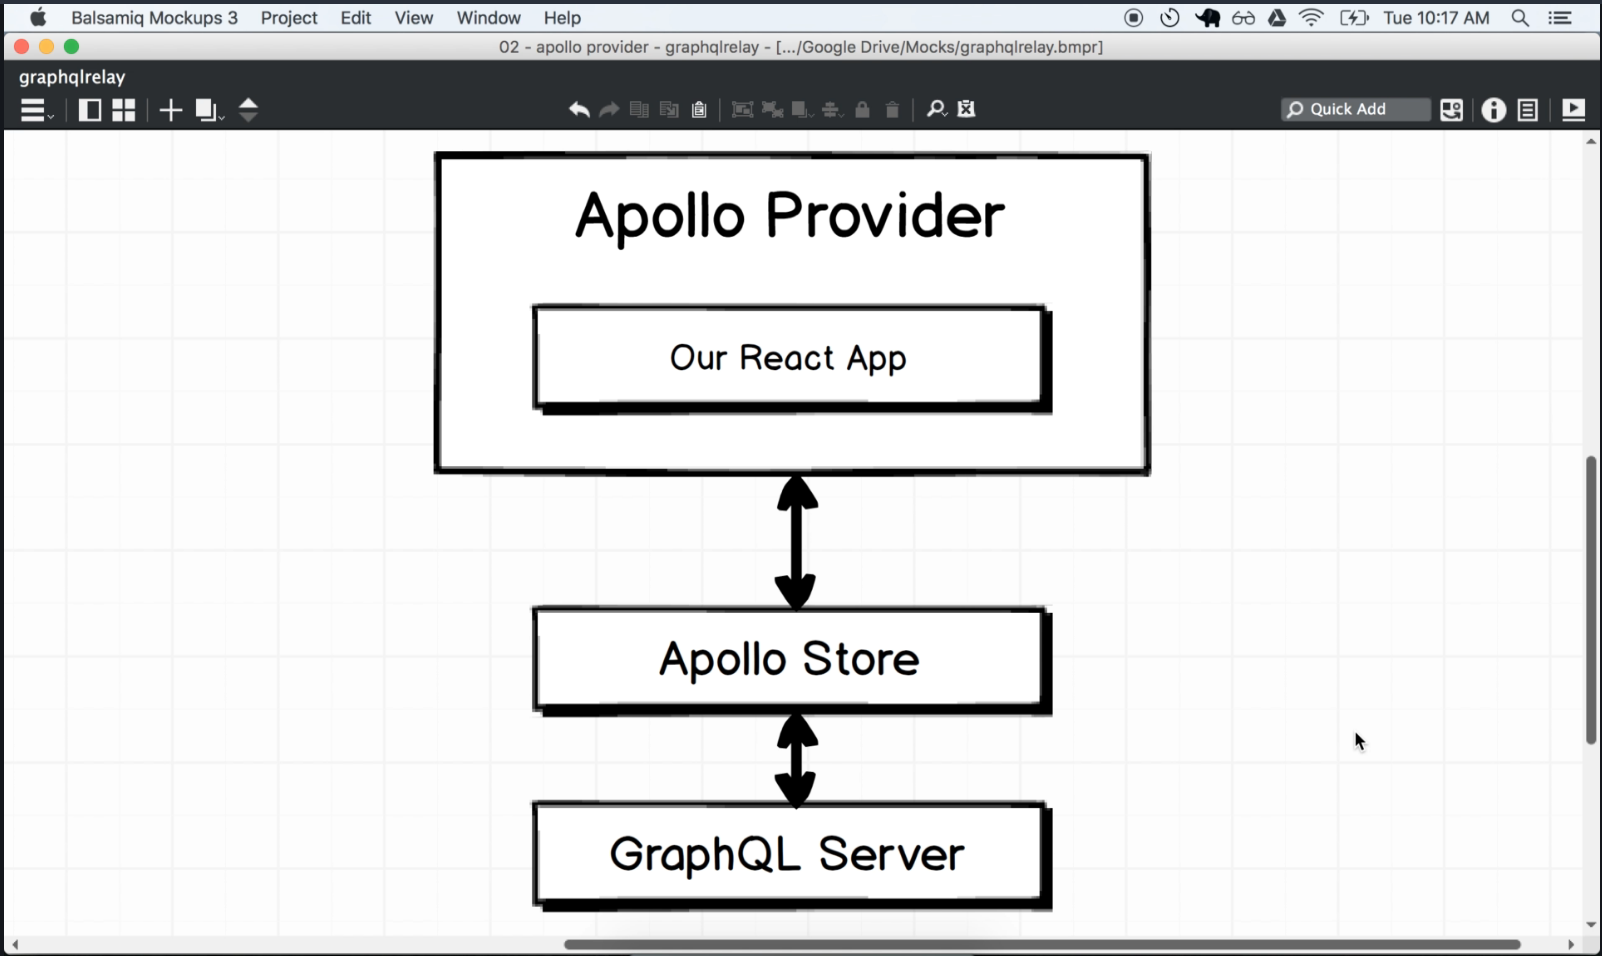 Balsamiq Mockups 3 Project Edit View Window Help Tue 10:17 AM
02 - apollo provider - graphqlrelay - [.../Google Drive/Mocks/graphqlrelay.bmpr]
graphqlrelay
Quick Add
Apollo Provider
Our React App
Apollo Store
GraphQL Server